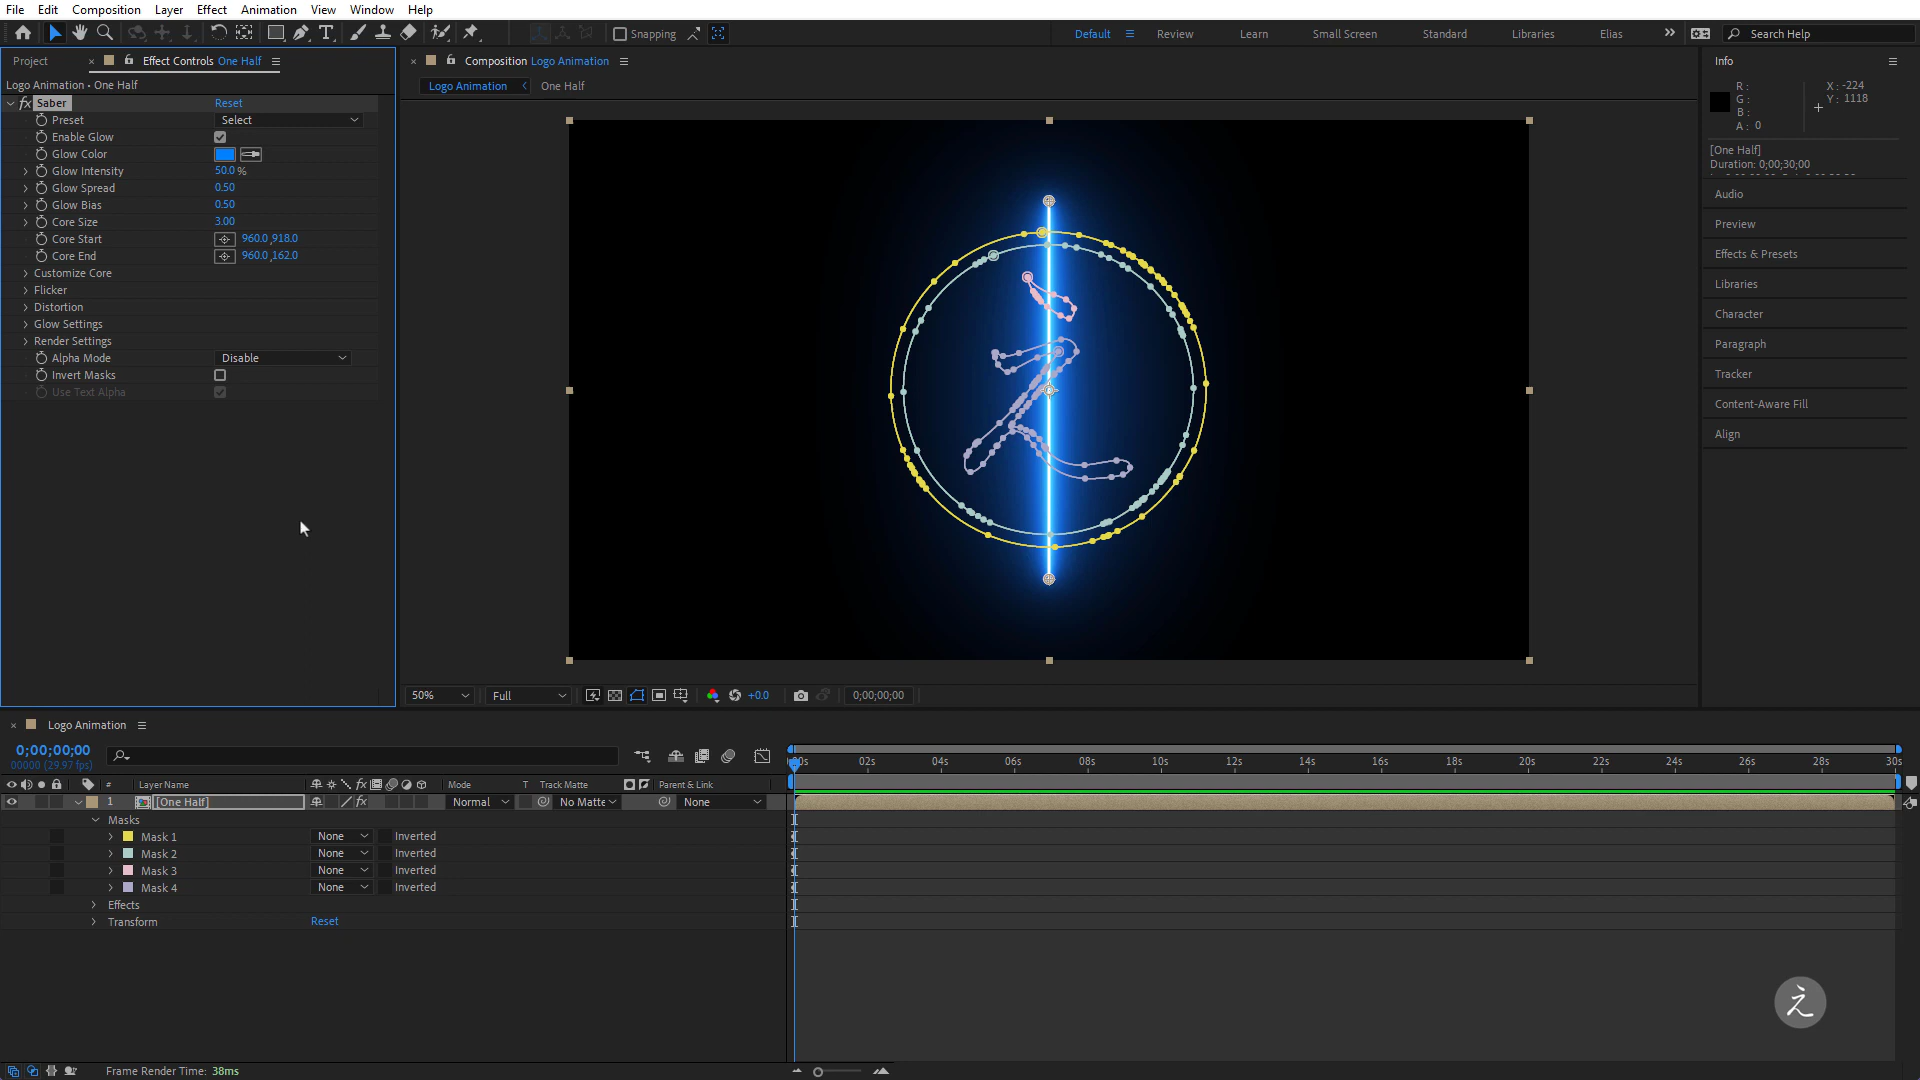 File Edit Composition Layer Effect Animation View Window Help
Snapping Default Review Learn Small Screen Standard Libraries Elias Search Help
Project Effect Controls One Half
Logo Animation • One Half
fx Saber Reset
Preset Select
Enable Glow
Glow Color
Glow Intensity 50.0 %
Glow Spread 0.50
Glow Bias 0.50
Core Size 3.00
Core Start 960.0 ,918.0
Core End 960.0 ,162.0
Customize Core
Flicker
Distortion
Glow Settings
Render Settings
Alpha Mode Disable
Invert Masks
Use Text Alpha
Composition Logo Animation
Logo Animation One Half
50% Full +0.0 0;00;00;00
Info
R : X : -224
G : Y : 1118
B :
A : 0
[One Half]
Duration: 0;00;30;00
Audio
Preview
Effects & Presets
Libraries
Character
Paragraph
Tracker
Content-Aware Fill
Align
Logo Animation
0;00;00;00
00000 (29.97 fps)
02s 04s 06s 08s 10s 12s 14s 16s 18s 20s 22s 24s 26s 28s 30s
# Layer Name fx Mode T Track Matte Parent & Link
1 [One Half] fx Normal No Matte None
Masks
Mask 1 None Inverted
Mask 2 None Inverted
Mask 3 None Inverted
Mask 4 None Inverted
Effects
Transform Reset
之
Frame Render Time: 38ms